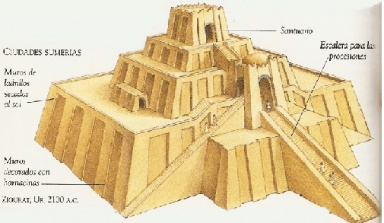 Santuario
Escalera para las
procesiones
CIUDADES SUMERIAS
Muros de
ladrillos
secados
al sol
Muros
decorados con
hornacinas
ZIGURAT, UR, 2100 A.C.